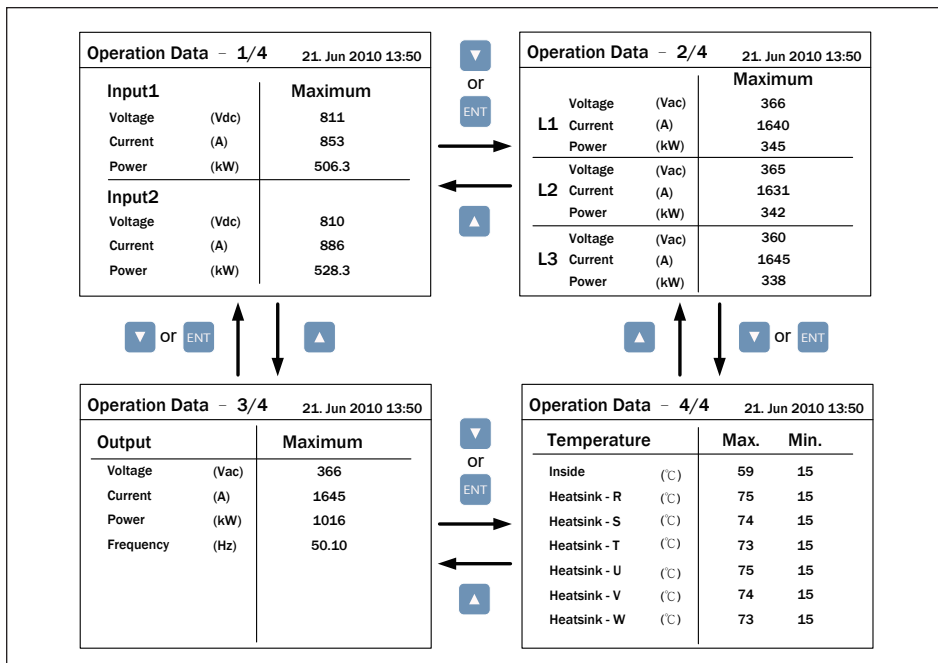 Operation Data – 1/4 21. Jun 2010 13:50
Input1 Maximum
Voltage (Vdc) 811
Current (A) 853
Power (kW) 506.3
Input2
Voltage (Vdc) 810
Current (A) 886
Power (kW) 528.3
▼
or
ENT
▲
Operation Data – 2/4 21. Jun 2010 13:50
Maximum
Voltage (Vac) 366
L1 Current (A) 1640
Power (kW) 345
Voltage (Vac) 365
L2 Current (A) 1631
Power (kW) 342
Voltage (Vac) 360
L3 Current (A) 1645
Power (kW) 338
▼ or ENT ▲
▲ ▼ or ENT
Operation Data – 3/4 21. Jun 2010 13:50
Output Maximum
Voltage (Vac) 366
Current (A) 1645
Power (kW) 1016
Frequency (Hz) 50.10
▼
or
ENT
▲
Operation Data – 4/4 21. Jun 2010 13:50
Temperature Max. Min.
Inside (℃) 59 15
Heatsink - R (℃) 75 15
Heatsink - S (℃) 74 15
Heatsink - T (℃) 73 15
Heatsink - U (℃) 75 15
Heatsink - V (℃) 74 15
Heatsink - W (℃) 73 15